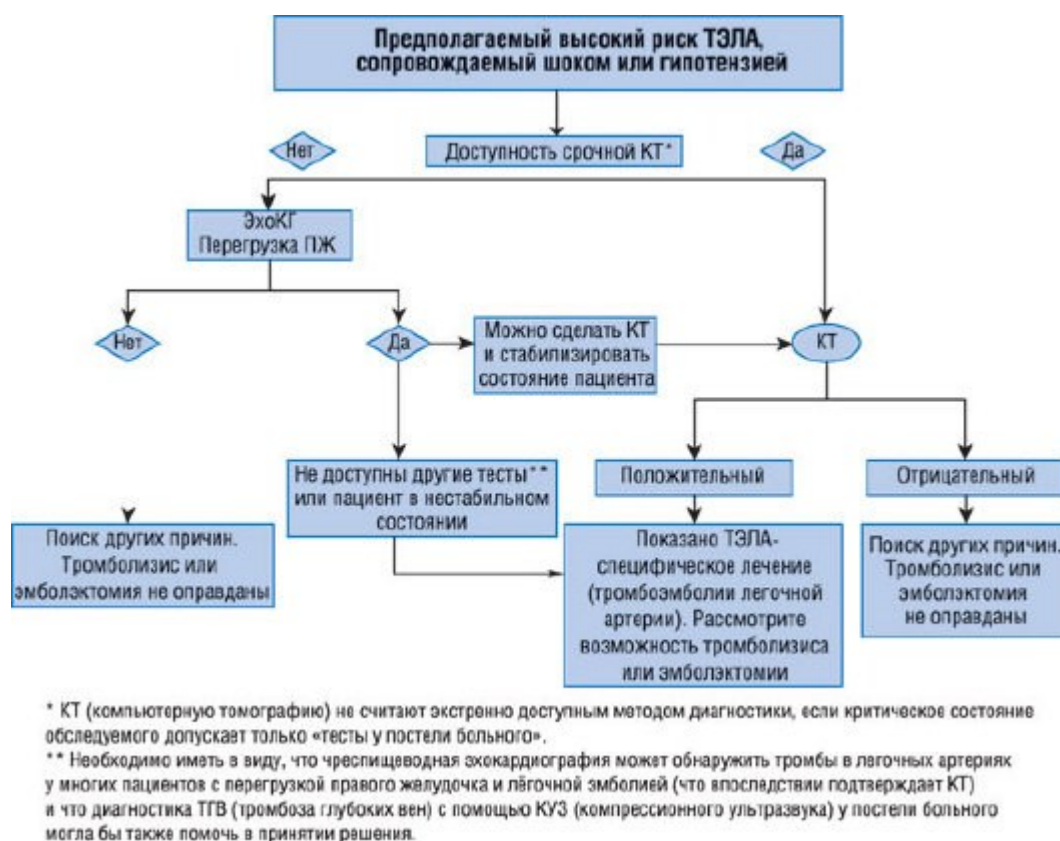 Предполагаемый высокий риск ТЭЛА,
сопровождаемый шоком или гипотензией
Нет
Доступность срочной КТ*
Да
ЭхоКГ
Перегрузка ПЖ
Нет
Да
Можно сделать КТ
и стабилизировать
состояние пациента
КТ
Не доступны другие тесты**
или пациент в нестабильном
состоянии
Положительный
Отрицательный
Поиск других причин.
Тромболизис или
эмболэктомия не оправданы
Показано ТЭЛА-
специфическое лечение
(тромбоэмболии легочной
артерии). Рассмотрите
возможность тромболизиса
или эмболэктомии
Поиск других причин.
Тромболизис или
эмболэктомия
не оправданы
* КТ (компьютерную томографию) не считают экстренно доступным методом диагностики, если критическое состояние
обследуемого допускает только «тесты у постели больного».
** Необходимо иметь в виду, что чреспищеводная эхокардиография может обнаружить тромбы в легочных артериях
у многих пациентов с перегрузкой правого желудочка и лёгочной эмболией (что впоследствии подтверждает КТ)
и что диагностика ТГВ (тромбоза глубоких вен) с помощью КУЗ (компрессионного ультразвука) у постели больного
могла бы также помочь в принятии решения.